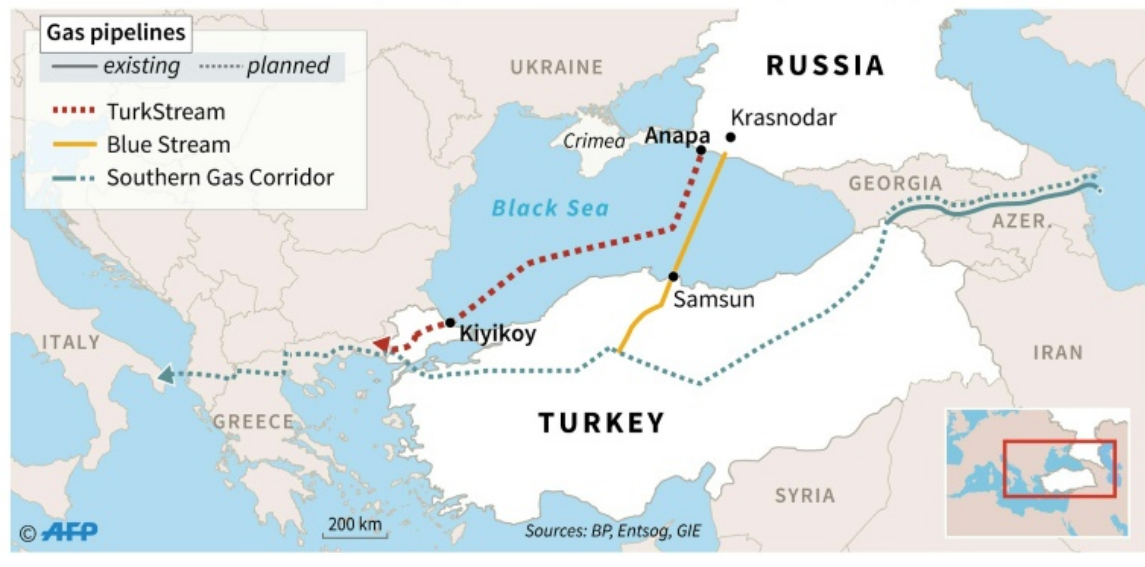 Gas pipelines
existing planned
TurkStream
Blue Stream
Southern Gas Corridor
UKRAINE
RUSSIA
Krasnodar
Crimea
Anapa
GEORGIA
Black Sea
AZER.
Samsun
Kiyikoy
ITALY
IRAN
GREECE
TURKEY
SYRIA
200 km
Sources: BP, Entsog, GIE
© AFP